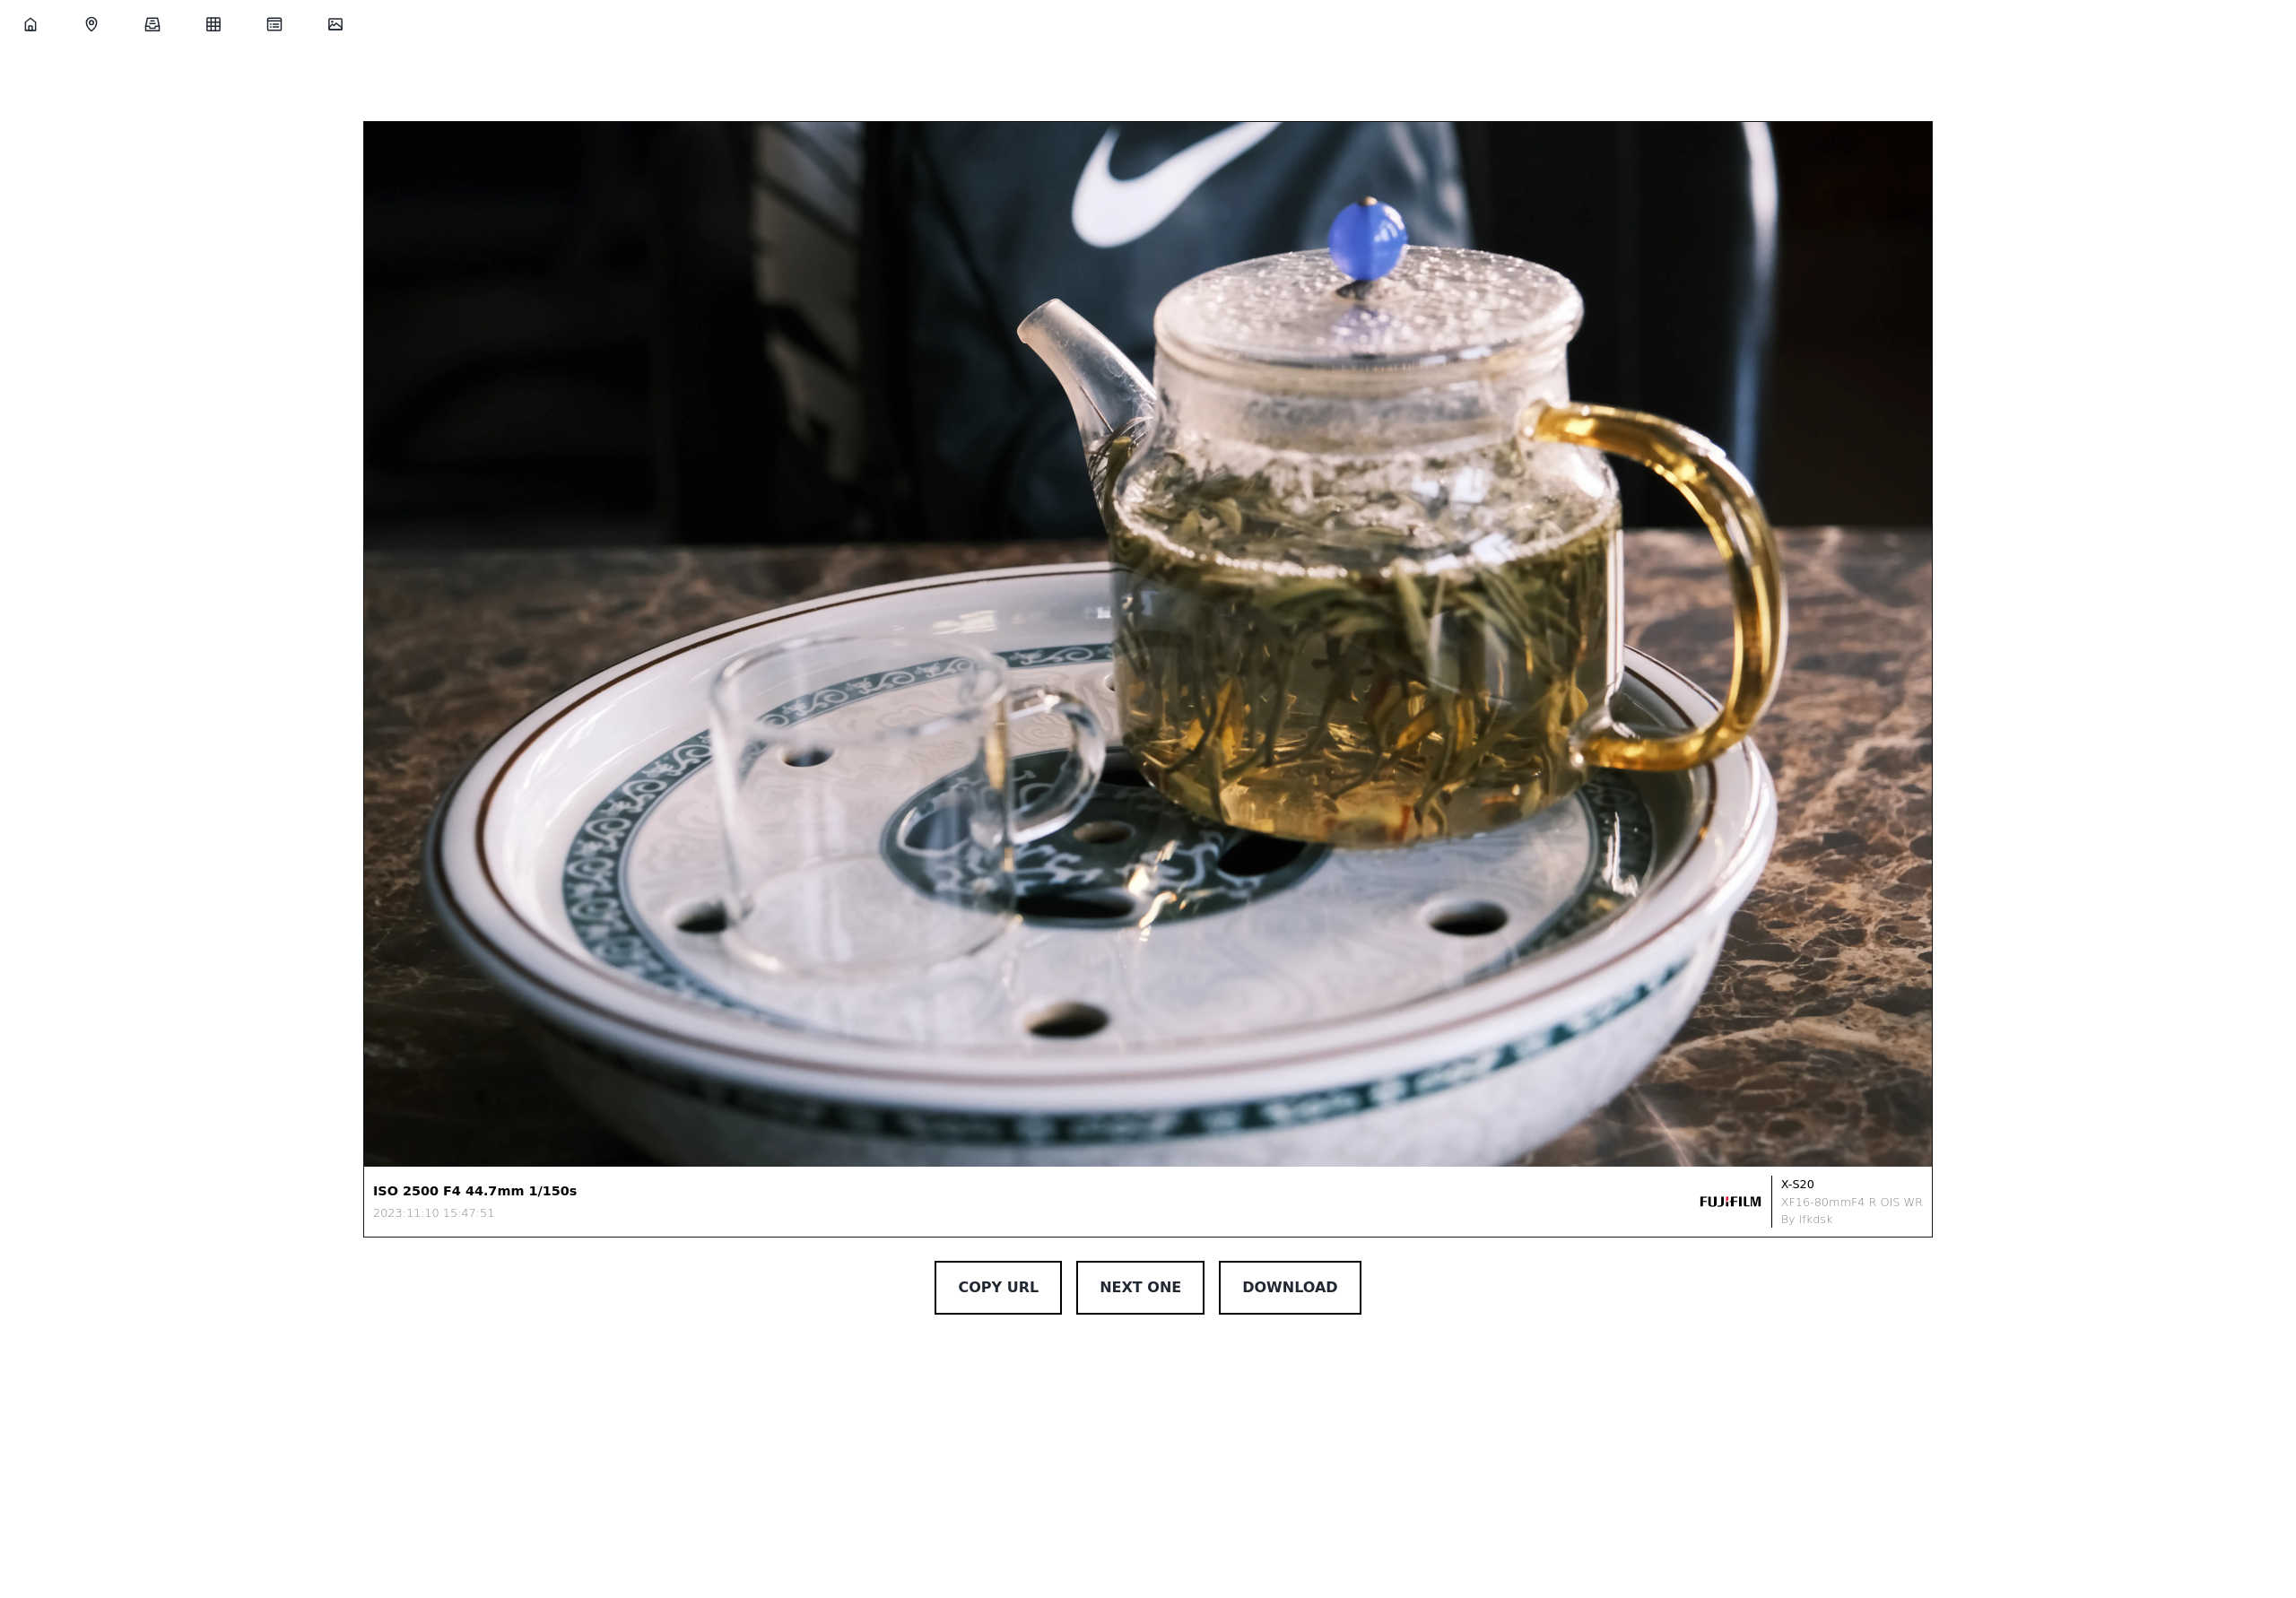 ISO 2500 F4 44.7mm 1/150s
2023:11:10 15:47:51
FUJIFILM
X-S20
XF16-80mmF4 R OIS WR
By lfkdsk
COPY URL
NEXT ONE
DOWNLOAD